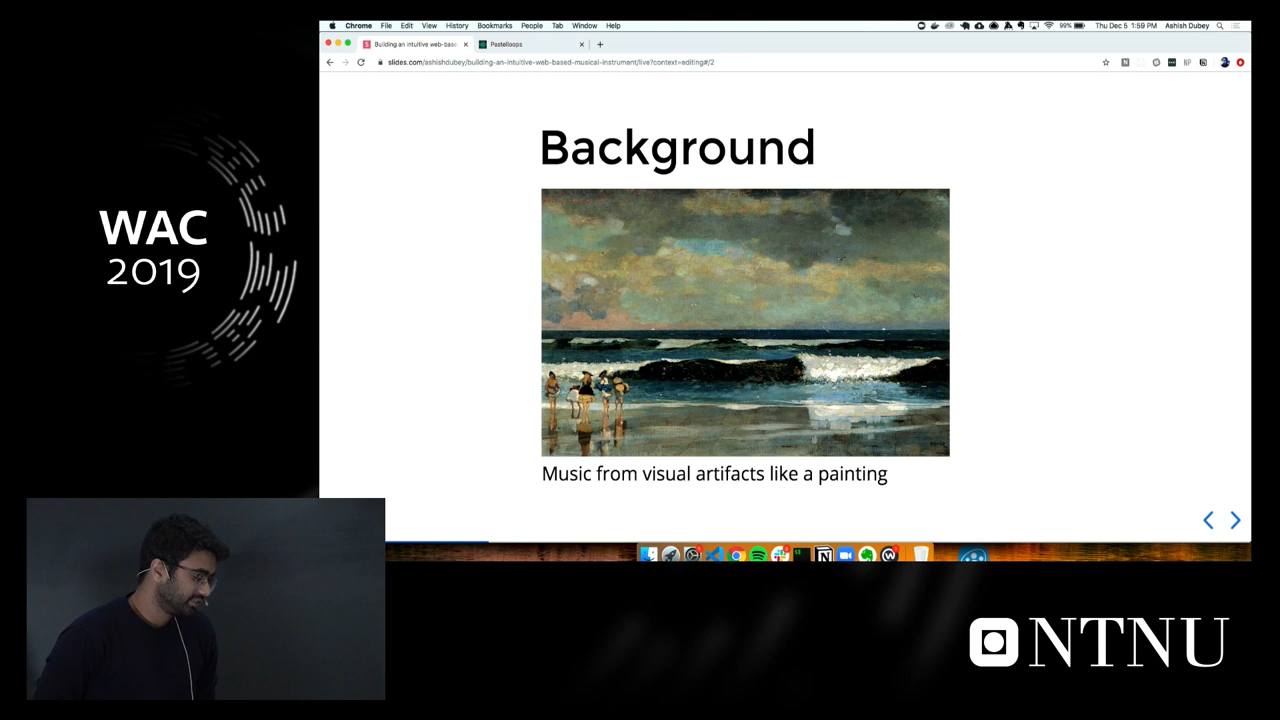 Chrome File Edit View History Bookmarks People Tab Window Help
99% Thu Dec 5 1:59 PM Ashish Dubey
Building an intuitive web-base
Pastelloops
slides.com/ashishdubey/building-an-intuitive-web-based-musical-instrument/live?context=editing#/2
WAC
2019
Background
Music from visual artifacts like a painting
NTNU